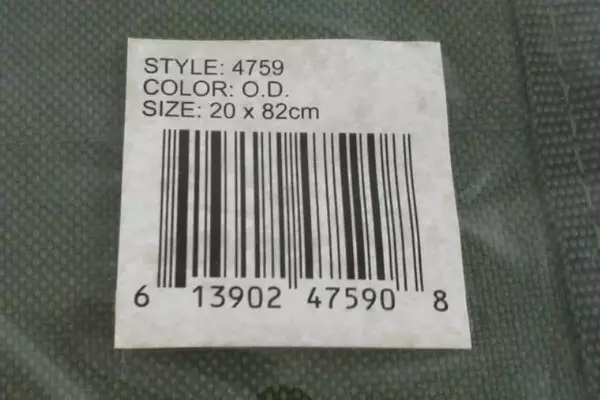 STYLE: 4759
COLOR: O.D.
SIZE: 20 x 82cm
6 13902 47590 8